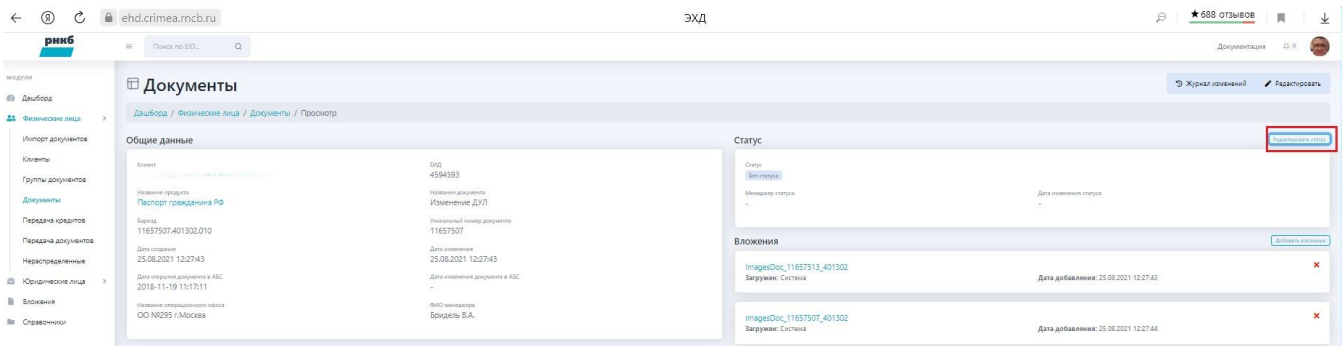 ehd.crimea.rncb.ru
ЭХД
★688 отзывов
рнкб
Поиск по EID...
Документация
0
МОДЕЛИ
Дашборд
Физические лица
Импорт документов
Клиенты
Группы документов
Документы
Передача кредитов
Передача документов
Нераспределенные
Юридические лица
Вложения
Справочники
Документы
Журнал изменений
Редактировать
Дашборд / Физические лица / Документы / Просмотр
Общие данные
Клиент
ЕИД
4594593
Название продукта
Паспорт гражданина РФ
Название документа
Изменение ДУЛ
Баркод
11657507.401302.010
Уникальный номер документа
11657507
Дата создания
25.08.2021 12:27:43
Дата изменения
25.08.2021 12:27:43
Дата открытия документа в АБС
2018-11-19 11:17:11
Дата изменения документа в АБС
-
Название операционного офиса
ОО №295 г.Москва
ФИО менеджера
Бридель В.А.
Статус
Редактировать статус
Статус
Без статуса
Менеджер статуса
-
Дата изменения статуса
-
Вложения
Добавить вложение
ImagesDoc_11657513_401302
Загружен: Система
Дата добавления: 25.08.2021 12:27:43
ImagesDoc_11657507_401302
Загружен: Система
Дата добавления: 25.08.2021 12:27:44